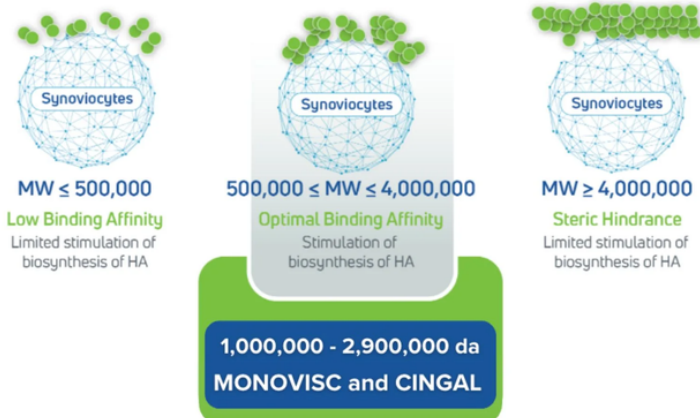 Synoviocytes
MW ≤ 500,000
Low Binding Affinity
Limited stimulation of
biosynthesis of HA
Synoviocytes
500,000 ≤ MW ≤ 4,000,000
Optimal Binding Affinity
Stimulation of
biosynthesis of HA
Synoviocytes
MW ≥ 4,000,000
Steric Hindrance
Limited stimulation of
biosynthesis of HA
1,000,000 - 2,900,000 da
MONOVISC and CINGAL